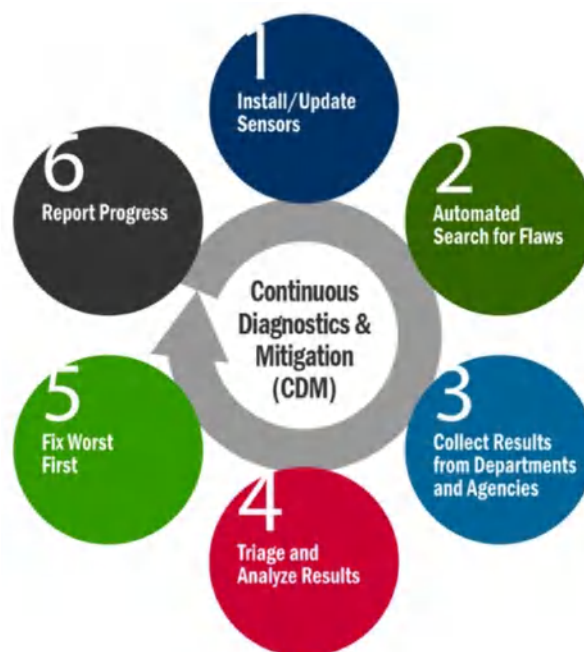 1
Install/Update
Sensors
2
Automated
Search for Flaws
3
Collect Results
from Departments
and Agencies
4
Triage and
Analyze Results
5
Fix Worst
First
6
Report Progress
Continuous
Diagnostics &
Mitigation
(CDM)